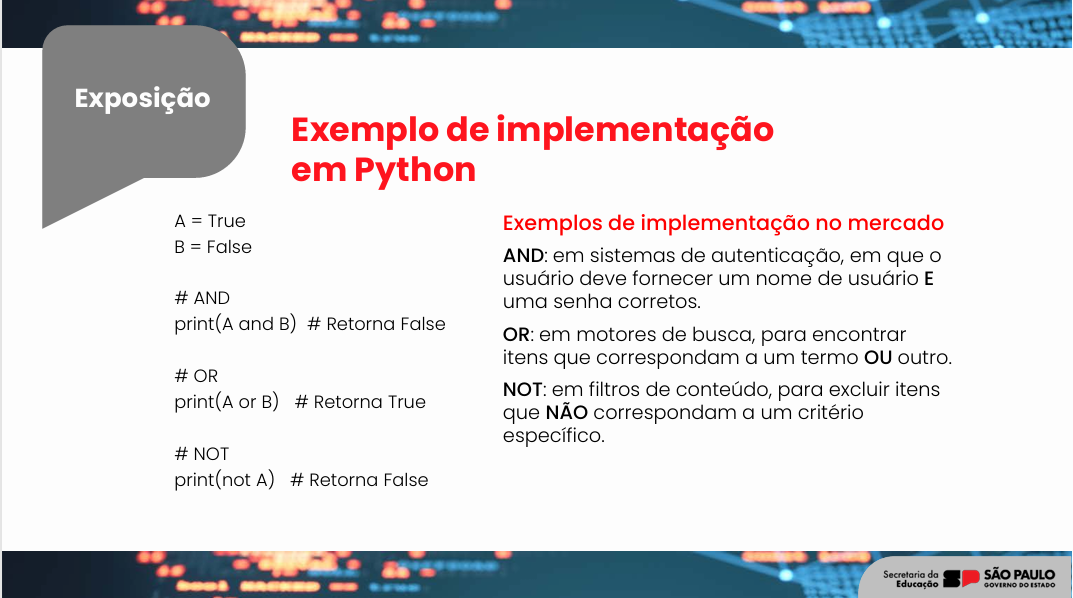 Exposição
Exemplo de implementação
em Python
A = True
B = False
# AND
print(A and B)  # Retorna False
# OR
print(A or B)   # Retorna True
# NOT
print(not A)   # Retorna False
Exemplos de implementação no mercado
AND: em sistemas de autenticação, em que o
usuário deve fornecer um nome de usuário E
uma senha corretos.
OR: em motores de busca, para encontrar
itens que correspondam a um termo OU outro.
NOT: em filtros de conteúdo, para excluir itens
que NÃO correspondam a um critério
específico.
Secretaria da
Educação
SP
SÃO PAULO
GOVERNO DO ESTADO